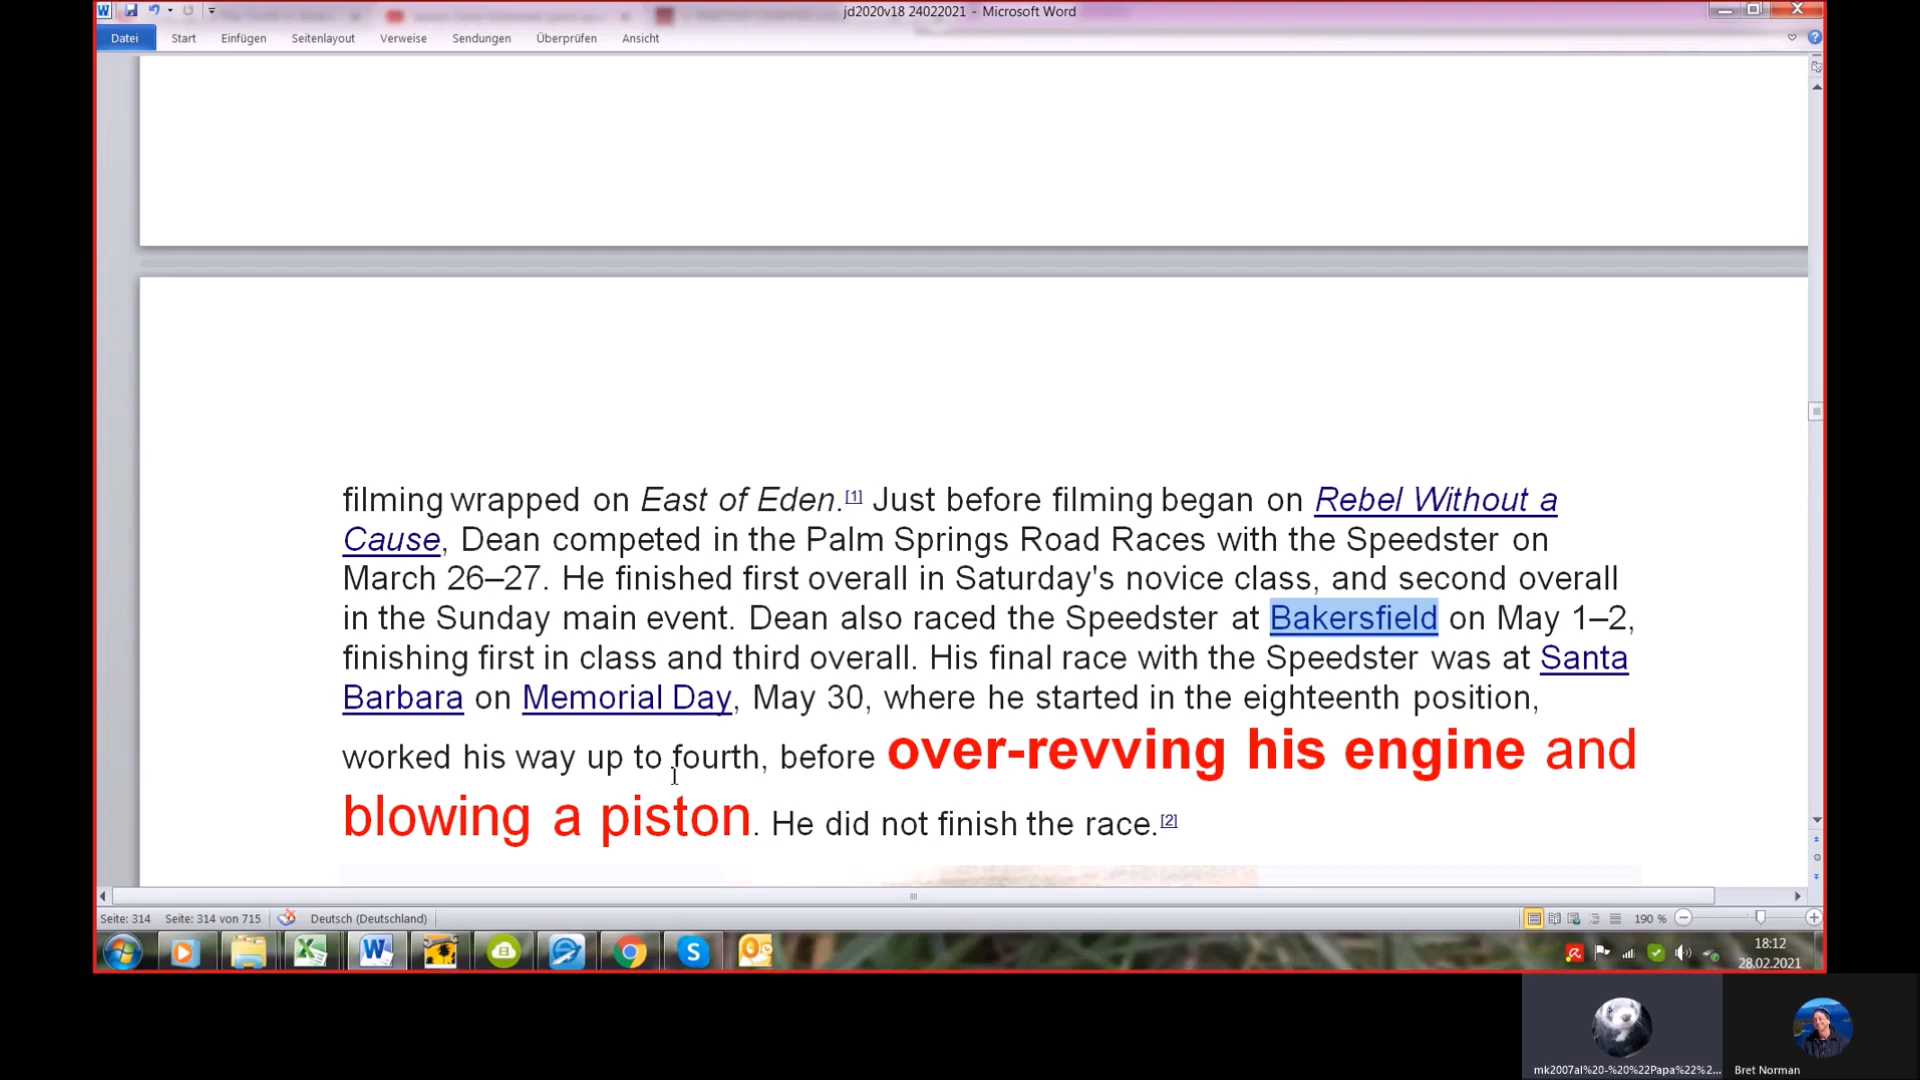 jd2020v18 24022021 - Microsoft Word
Datei Start Einfügen Seitenlayout Verweise Sendungen Überprüfen Ansicht
filming wrapped on East of Eden.[1] Just before filming began on Rebel Without a
Cause, Dean competed in the Palm Springs Road Races with the Speedster on
March 26–27. He finished first overall in Saturday's novice class, and second overall
in the Sunday main event. Dean also raced the Speedster at Bakersfield on May 1–2,
finishing first in class and third overall. His final race with the Speedster was at Santa
Barbara on Memorial Day, May 30, where he started in the eighteenth position,
worked his way up to fourth, before over-revving his engine and
blowing a piston. He did not finish the race.[2]
Seite: 314 Seite: 314 von 715 Deutsch (Deutschland) 190 %
18:12
28.02.2021
mk2007al%20-%20%22Papa%22%2... Bret Norman